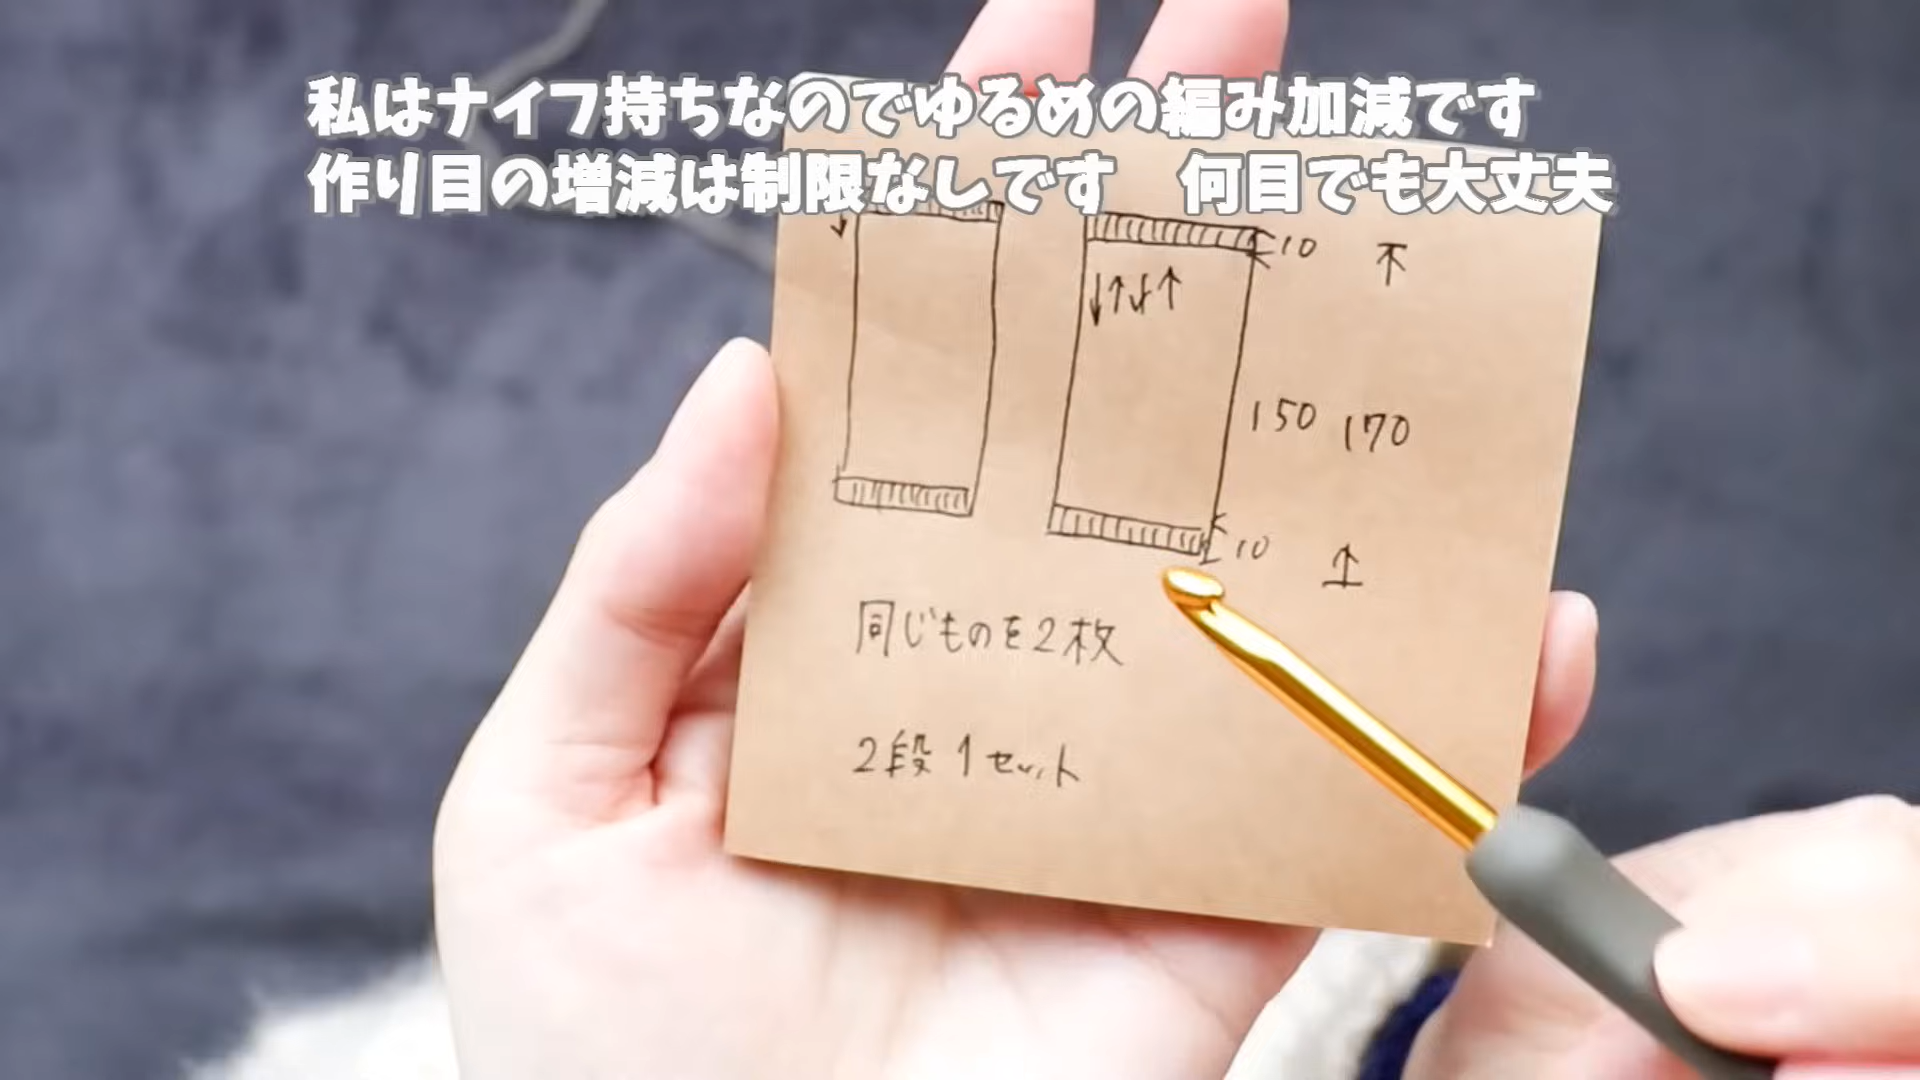 私はナイフ持ちなのでゆるめの編み加減です
作り目の増減は制限なしです　何目でも大丈夫
10
150 170
10
同じものを2枚
2段1セット